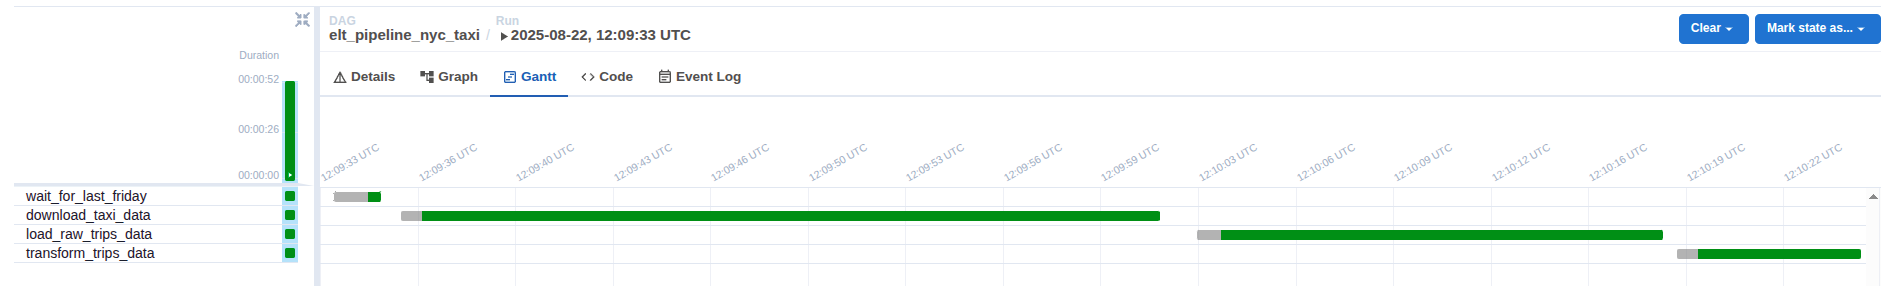 DAG
Run
elt_pipeline_nyc_taxi / 2025-08-22, 12:09:33 UTC
Clear
Mark state as...
Duration
00:00:52
00:00:26
00:00:00
Details
Graph
Gantt
Code
Event Log
12:09:33 UTC
12:09:36 UTC
12:09:40 UTC
12:09:43 UTC
12:09:46 UTC
12:09:50 UTC
12:09:53 UTC
12:09:56 UTC
12:09:59 UTC
12:10:03 UTC
12:10:06 UTC
12:10:09 UTC
12:10:12 UTC
12:10:16 UTC
12:10:19 UTC
12:10:22 UTC
wait_for_last_friday
download_taxi_data
load_raw_trips_data
transform_trips_data